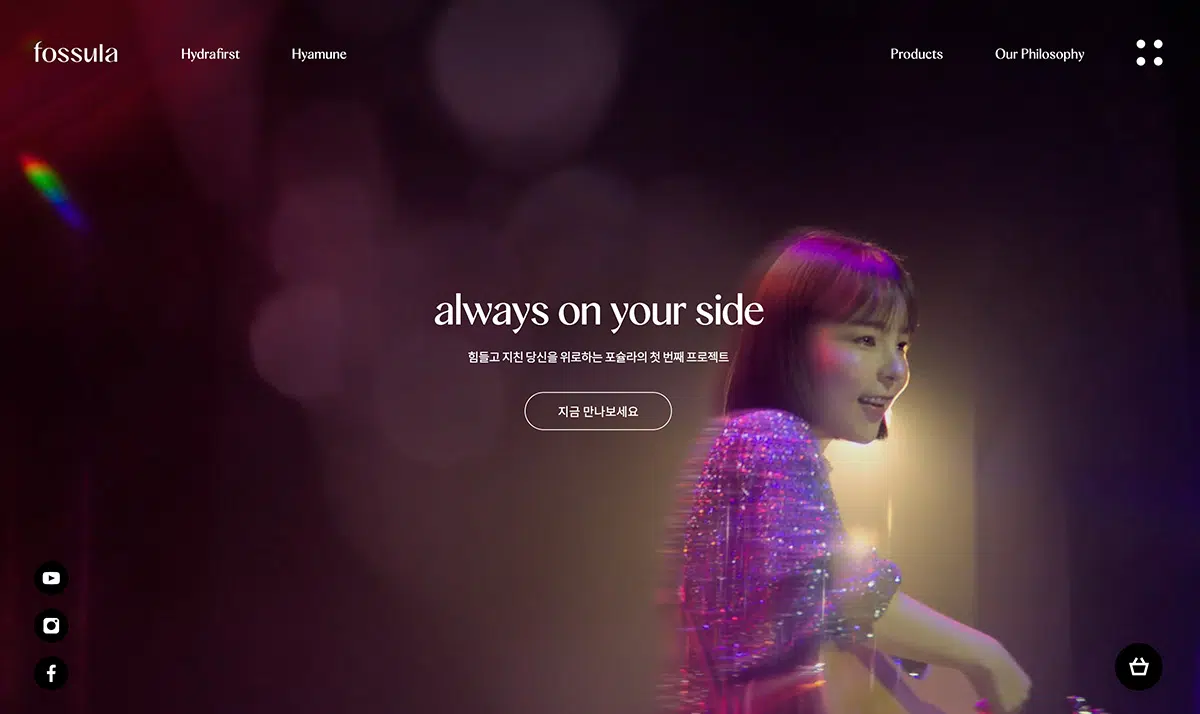 fossula
Hydrafirst
Hyamune
Products
Our Philosophy
always on your side
힘들고 지친 당신을 위로하는 포슐라의 첫 번째 프로젝트
지금 만나보세요